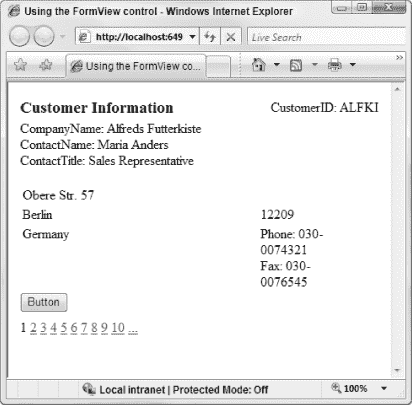 Using the FormView control - Windows Internet Explorer
http://localhost:649
Live Search
Using the FormView co...
Customer Information CustomerID: ALFKI
CompanyName: Alfreds Futterkiste
ContactName: Maria Anders
ContactTitle: Sales Representative
Obere Str. 57
Berlin 12209
Germany Phone: 030-
0074321
Fax: 030-
0076545
Button
1 2 3 4 5 6 7 8 9 10 ...
Local intranet | Protected Mode: Off 100%